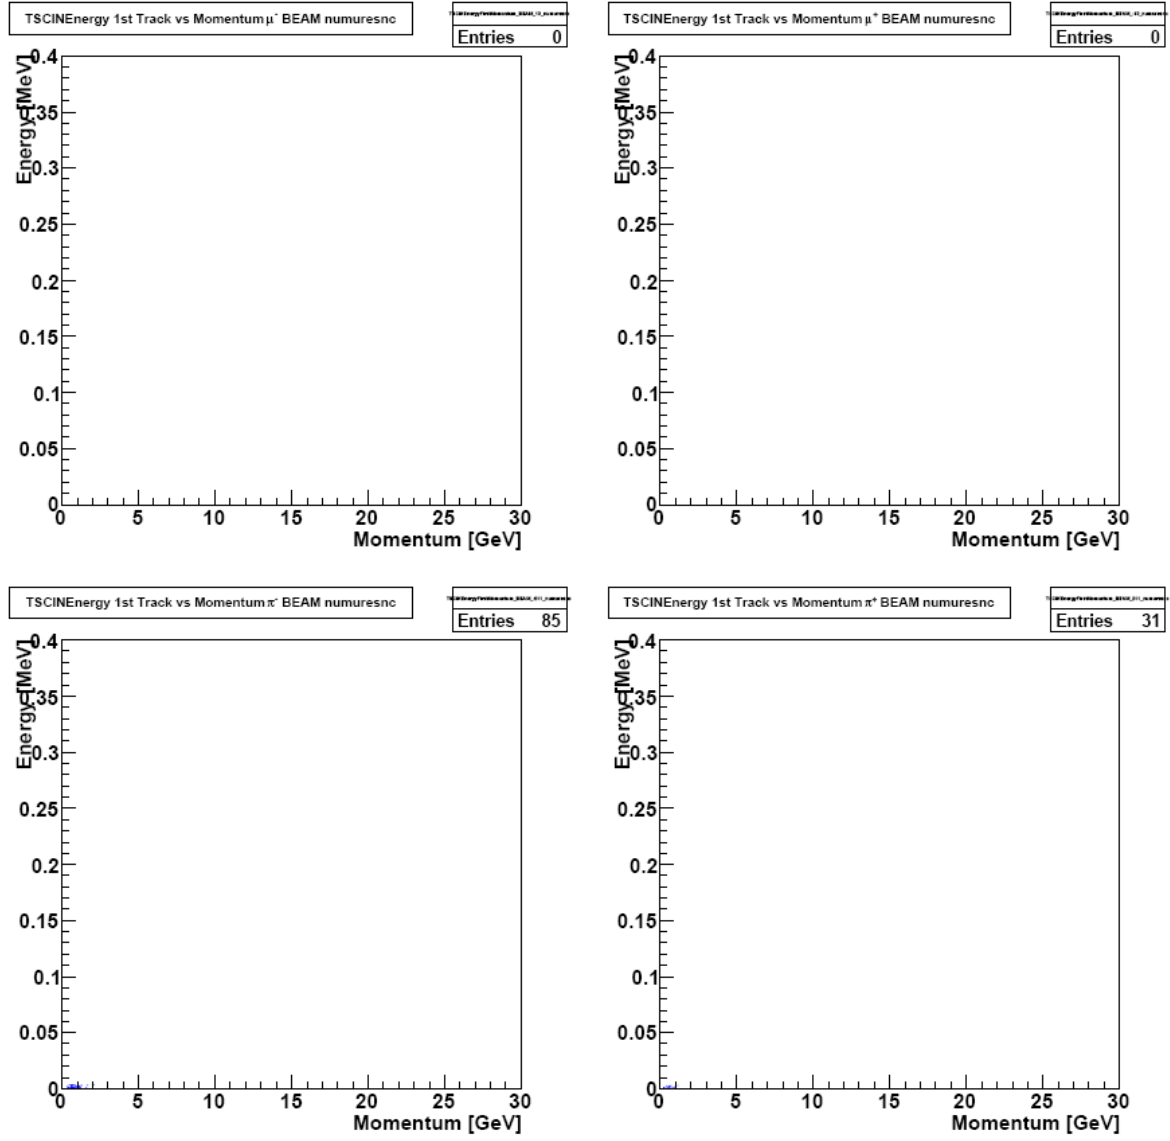 TSCINEnergy 1st Track vs Momentum μ⁻ BEAM numuresnc
Entries 0
Energy [MeV]
0.4
0.35
0.3
0.25
0.2
0.15
0.1
0.05
0
0 5 10 15 20 25 30
Momentum [GeV]
TSCINEnergy 1st Track vs Momentum μ⁺ BEAM numuresnc
Entries 0
Energy [MeV]
0.4
0.35
0.3
0.25
0.2
0.15
0.1
0.05
0
0 5 10 15 20 25 30
Momentum [GeV]
TSCINEnergy 1st Track vs Momentum π⁻ BEAM numuresnc
Entries 85
Energy [MeV]
0.4
0.35
0.3
0.25
0.2
0.15
0.1
0.05
0
0 5 10 15 20 25 30
Momentum [GeV]
TSCINEnergy 1st Track vs Momentum π⁺ BEAM numuresnc
Entries 31
Energy [MeV]
0.4
0.35
0.3
0.25
0.2
0.15
0.1
0.05
0
0 5 10 15 20 25 30
Momentum [GeV]